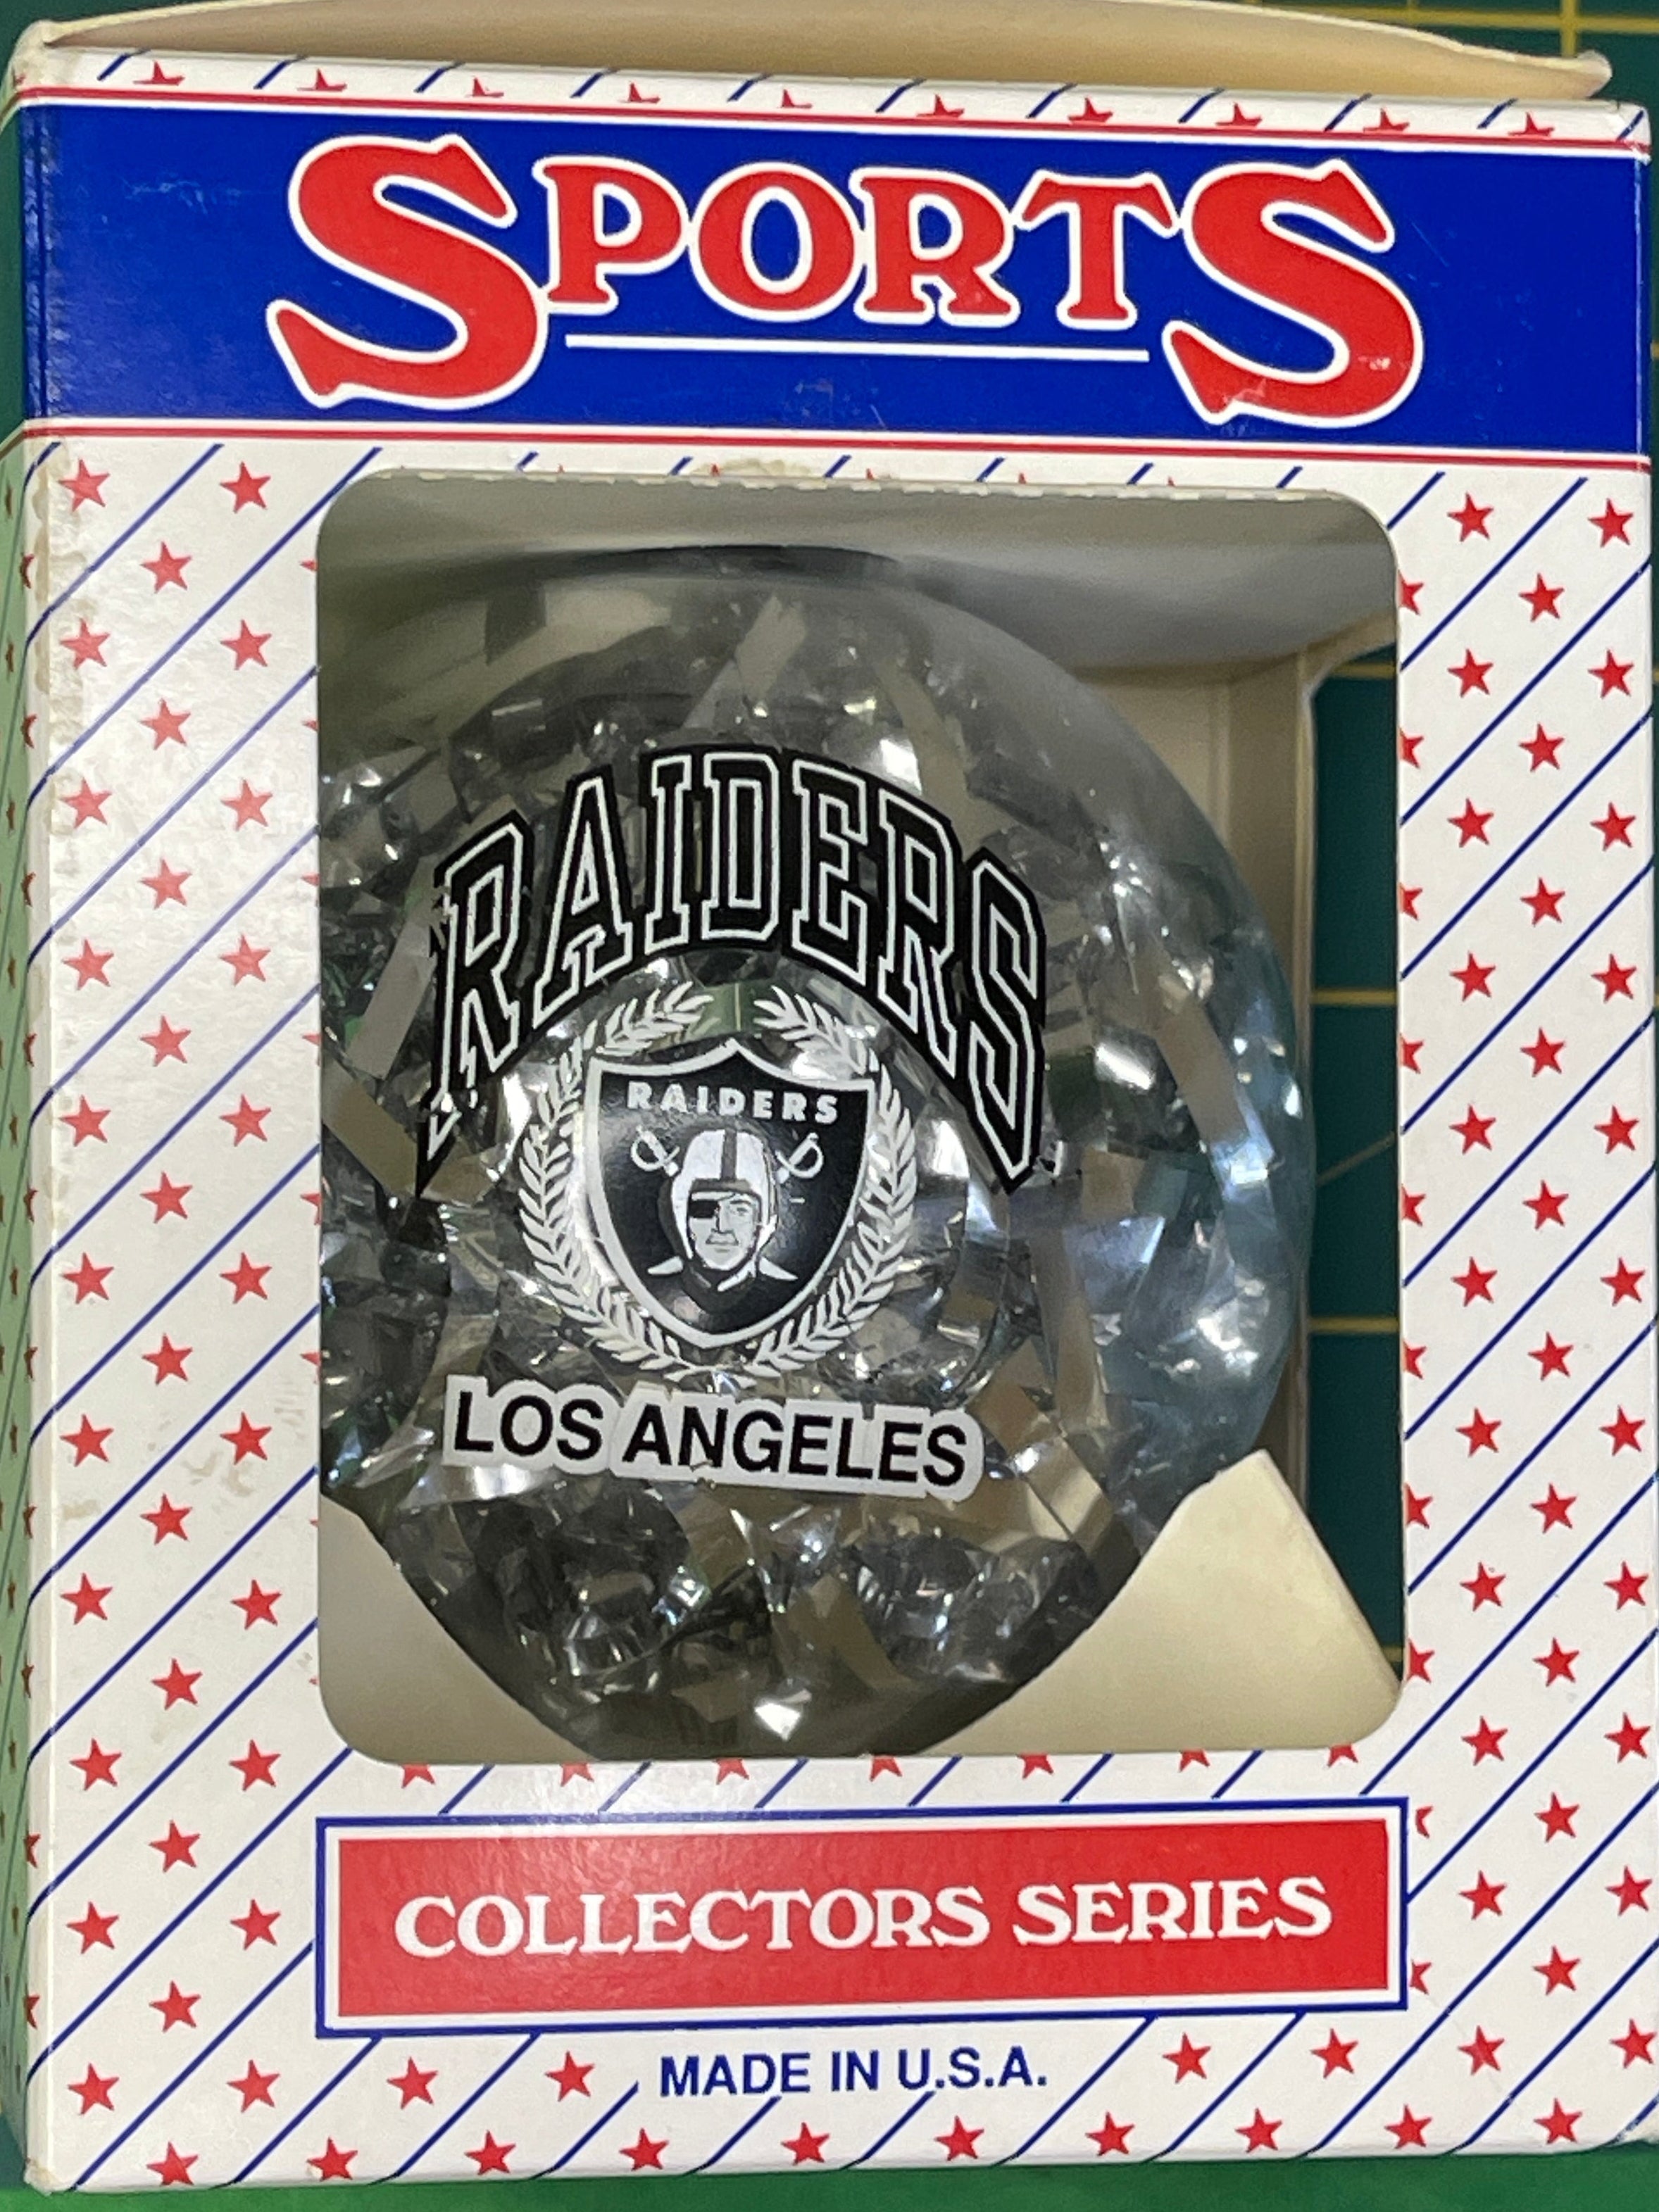 SPORTS
RAIDERS
RAIDERS
LOS ANGELES
COLLECTORS SERIES
MADE IN U.S.A.